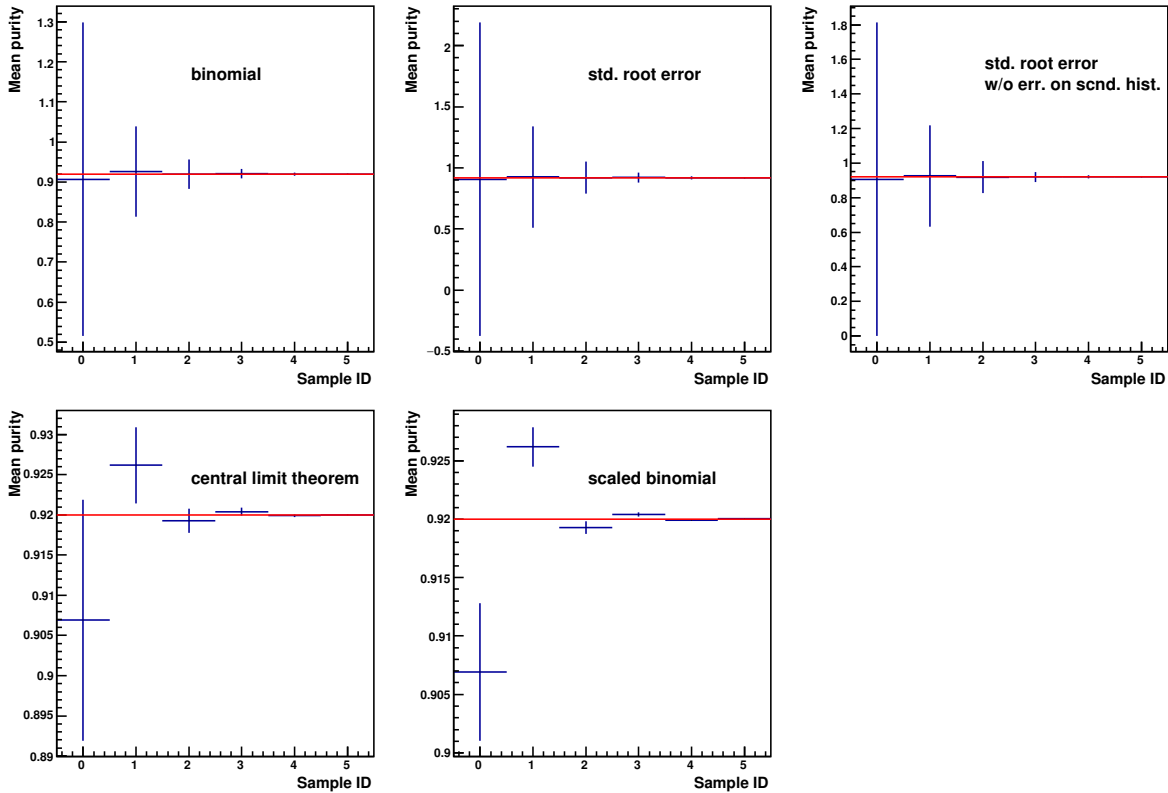 Mean purity
1.3
1.2
1.1
1
0.9
0.8
0.7
0.6
0.5
binomial
0 1 2 3 4 5
Sample ID
Mean purity
2
1.5
1
0.5
0
−0.5
std. root error
0 1 2 3 4 5
Sample ID
Mean purity
1.8
1.6
1.4
1.2
1
0.8
0.6
0.4
0.2
0
std. root error
w/o err. on scnd. hist.
0 1 2 3 4 5
Sample ID
Mean purity
0.93
0.925
0.92
0.915
0.91
0.905
0.9
0.895
0.89
central limit theorem
0 1 2 3 4 5
Sample ID
Mean purity
0.925
0.92
0.915
0.91
0.905
0.9
scaled binomial
0 1 2 3 4 5
Sample ID